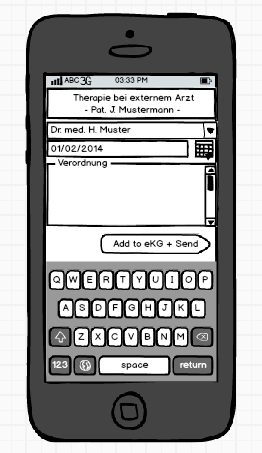 ABC 3G 03:33 PM
Therapie bei externem Arzt
- Pat. J. Mustermann -
Dr. med. H. Muster
01/02/2014
Verordnung
Add to eKG + Send
Q W E R T Y U I O P
A S D F G H J K L
Z X C V B N M
123 space return